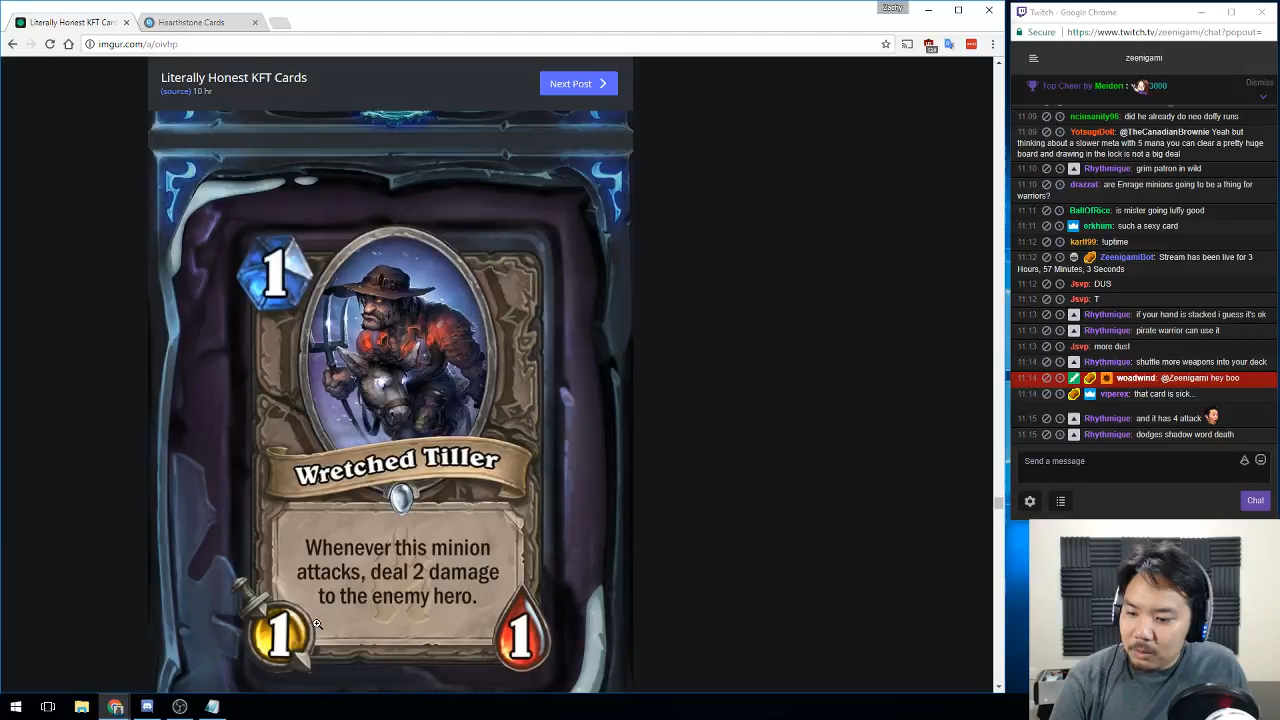 Literally Honest KFT Car
Hearthstone Cards
Zachy
imgur.com/a/oivhp
Literally Honest KFT Cards
(source) 10 hr
Next Post
1
Wretched Tiller
Whenever this minion
attacks, deal 2 damage
to the enemy hero.
1
1
Twitch - Google Chrome
Secure https://www.twitch.tv/zeenigami/chat?popout=
zeenigami
Top Cheer by Meidon : 3000
Dismiss
11:09 ncinsanity96: did he already do neo doffy runs
11:09 YotsugiDoll: @TheCanadianBrownie Yeah but
thinking about a slower meta with 5 mana you can clear a pretty huge
board and drawing in the lock is not a big deal
11:10 Rhythmique: grim patron in wild
11:10 drazzat: are Enrage minions going to be a thing for
warriors?
11:11 BallOfRice: is mister going luffy good
11:11 erkhiim: such a sexy card
11:12 karlf99: !uptime
11:12 ZeenigamiBot: Stream has been live for 3
Hours, 57 Minutes, 3 Seconds
11:12 Jsvp: DUS
11:12 Jsvp: T
11:13 Rhythmique: if your hand is stacked i guess it's ok
11:13 Rhythmique: pirate warrior can use it
11:13 Jsvp: more dust
11:14 Rhythmique: shuffle more weapons into your deck
11:14 woadwind: @Zeenigami hey boo
11:14 viperex: that card is sick...
11:15 Rhythmique: and it has 4 attack
11:15 Rhythmique: dodges shadow word death
Send a message
Chat